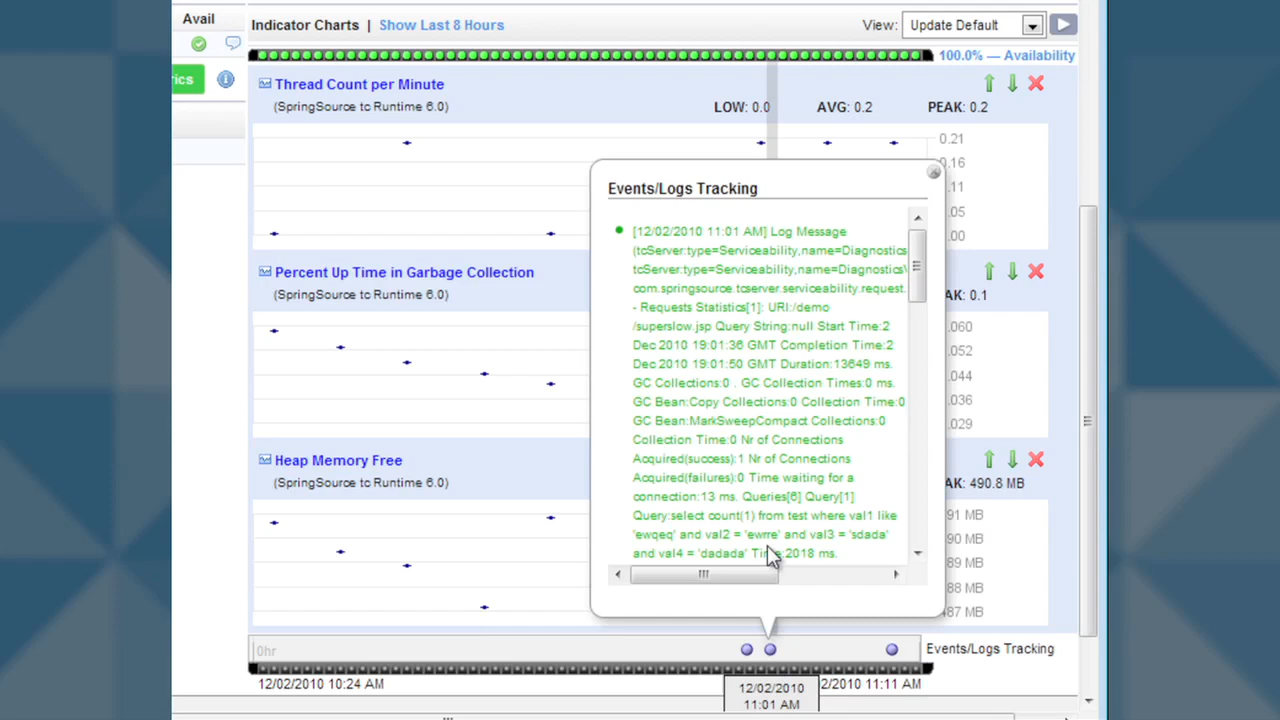 Avail
Indicator Charts | Show Last 8 Hours
View: Update Default
100.0% — Availability
rics
Thread Count per Minute
(SpringSource tc Runtime 6.0)
LOW: 0.0 AVG: 0.2 PEAK: 0.2
0.21
0.16
.11
.05
.00
Events/Logs Tracking
[12/02/2010 11:01 AM] Log Message
(tcServer:type=Serviceability,name=Diagnostics
tcServer:type=Serviceability,name=Diagnostics
com.springsource.tcserver.serviceability.request.
- Requests Statistics[1]: URI:/demo
/superslow.jsp Query String:null Start Time:2
Dec 2010 19:01:36 GMT Completion Time:2
Dec 2010 19:01:50 GMT Duration:13649 ms.
GC Collections:0 . GC Collection Times:0 ms.
GC Bean:Copy Collections:0 Collection Time:0
GC Bean:MarkSweepCompact Collections:0
Collection Time:0 Nr of Connections
Acquired(success):1 Nr of Connections
Acquired(failures):0 Time waiting for a
connection:13 ms. Queries[6] Query[1]
Query:select count(1) from test where val1 like
'ewqeq' and val2 = 'ewrre' and val3 = 'sdada'
and val4 = 'dadada' :2018 ms.
Percent Up Time in Garbage Collection
(SpringSource tc Runtime 6.0)
AK: 0.1
.060
.052
.044
.036
.029
Heap Memory Free
(SpringSource tc Runtime 6.0)
AK: 490.8 MB
91 MB
90 MB
89 MB
88 MB
487 MB
0hr
Events/Logs Tracking
12/02/2010 10:24 AM
12/02/2010
11:01 AM
2/2010 11:11 AM